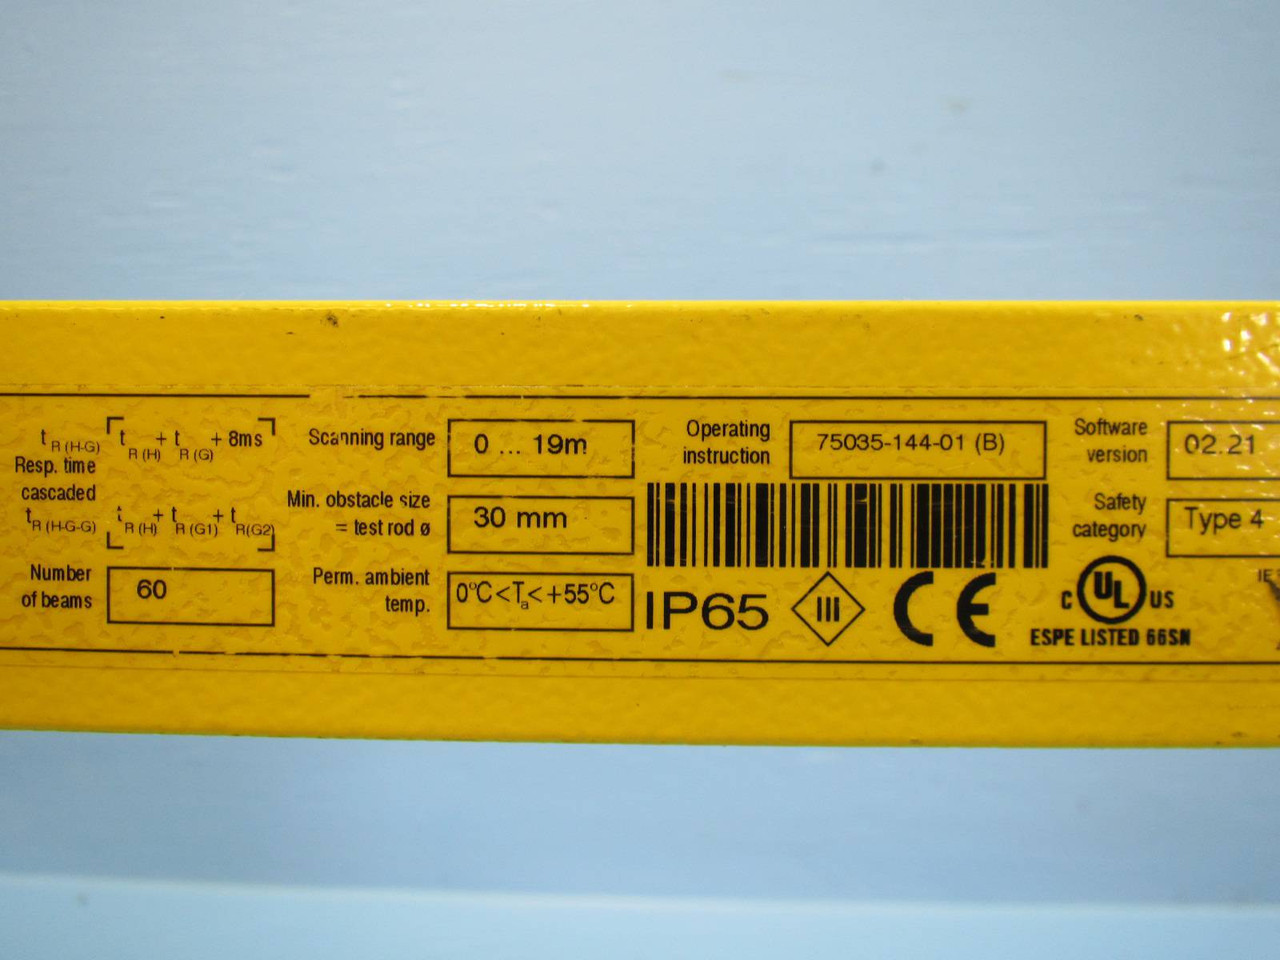 t R (H-G)
t R (H) + t R (G) + 8ms
Resp. time
cascaded
t R (H-G-G)
t R (H) + t R (G1) + t R(G2)
Number
of beams
60
Scanning range
0 ... 19m
Min. obstacle size
= test rod ø
30 mm
Perm. ambient
temp.
0°C<Ta<+55°C
Operating
instruction
75035-144-01 (B)
IP65
III
CE
Software
version
02.21
Safety
category
Type 4
C UL US
ESPE LISTED 66SN